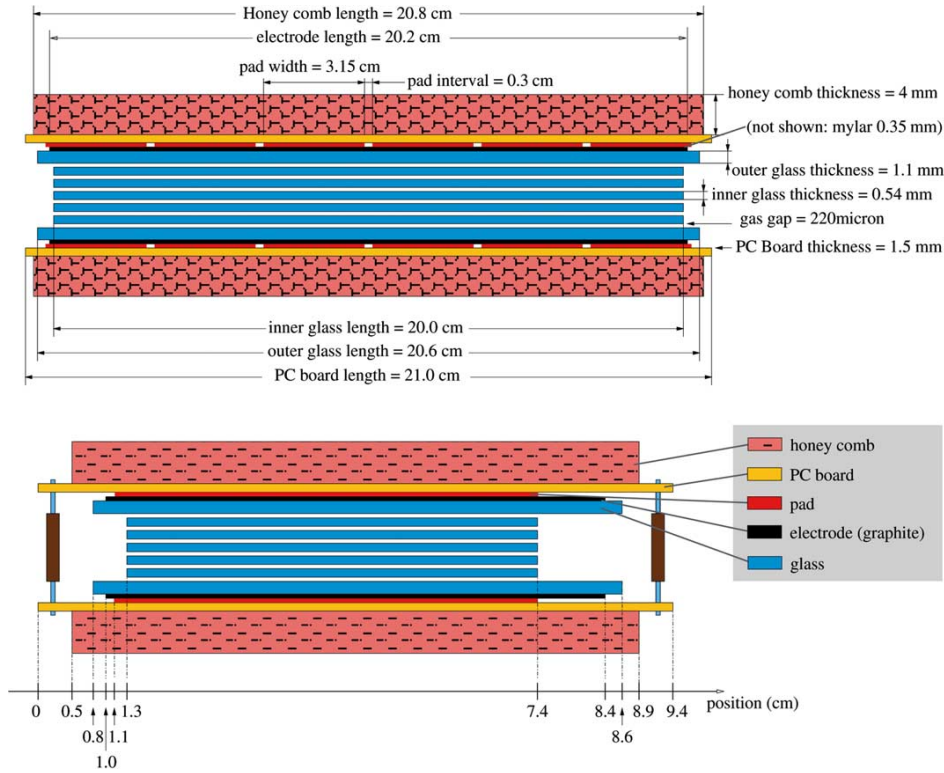 Honey comb length = 20.8 cm
electrode length = 20.2 cm
pad width = 3.15 cm
pad interval = 0.3 cm
honey comb thickness = 4 mm
(not shown: mylar 0.35 mm)
outer glass thickness = 1.1 mm
inner glass thickness = 0.54 mm
gas gap = 220micron
PC Board thickness = 1.5 mm
inner glass length = 20.0 cm
outer glass length = 20.6 cm
PC board length = 21.0 cm
honey comb
PC board
pad
electrode (graphite)
glass
position (cm)
0 0.5 1.3 7.4 8.4 8.9 9.4
0.8 1.1 8.6
1.0